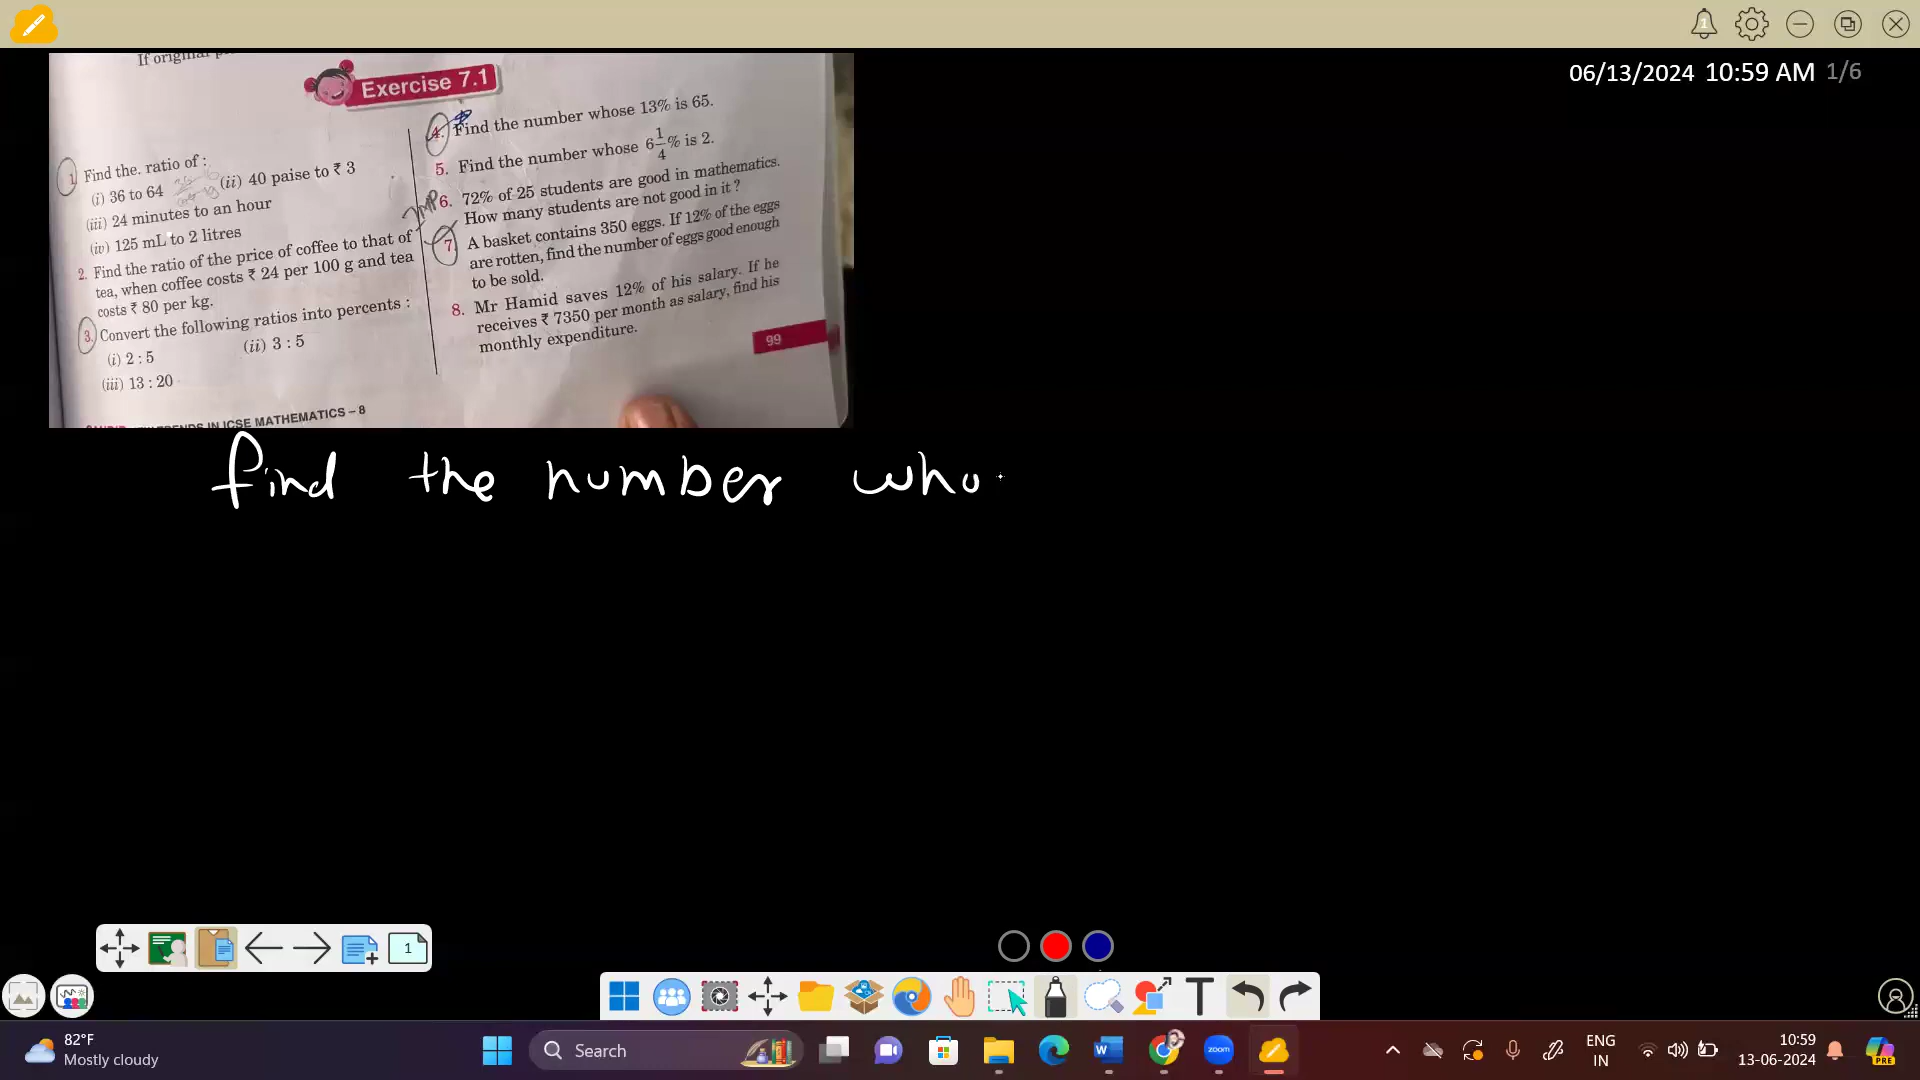 06/13/2024 10:59 AM 1/6
If original
Exercise 7.1
1. Find the. ratio of :
(i) 36 to 64
(ii) 40 paise to ₹ 3
(iii) 24 minutes to an hour
(iv) 125 mL to 2 litres
2. Find the ratio of the price of coffee to that of
tea, when coffee costs ₹ 24 per 100 g and tea
costs ₹ 80 per kg.
3. Convert the following ratios into percents :
(i) 2 : 5
(ii) 3 : 5
(iii) 13 : 20
IN ICSE MATHEMATICS – 8
4. Find the number whose 13% is 65.
5. Find the number whose 6 1/4 % is 2.
IMP 6. 72% of 25 students are good in mathematics.
How many students are not good in it ?
7. A basket contains 350 eggs. If 12% of the eggs
are rotten, find the number of eggs good enough
to be sold.
8. Mr Hamid saves 12% of his salary. If he
receives ₹ 7350 per month as salary, find his
monthly expenditure.
99
find the number who
1
82°F
Mostly cloudy
Search
zoom
ENG
IN
10:59
13-06-2024
PRE